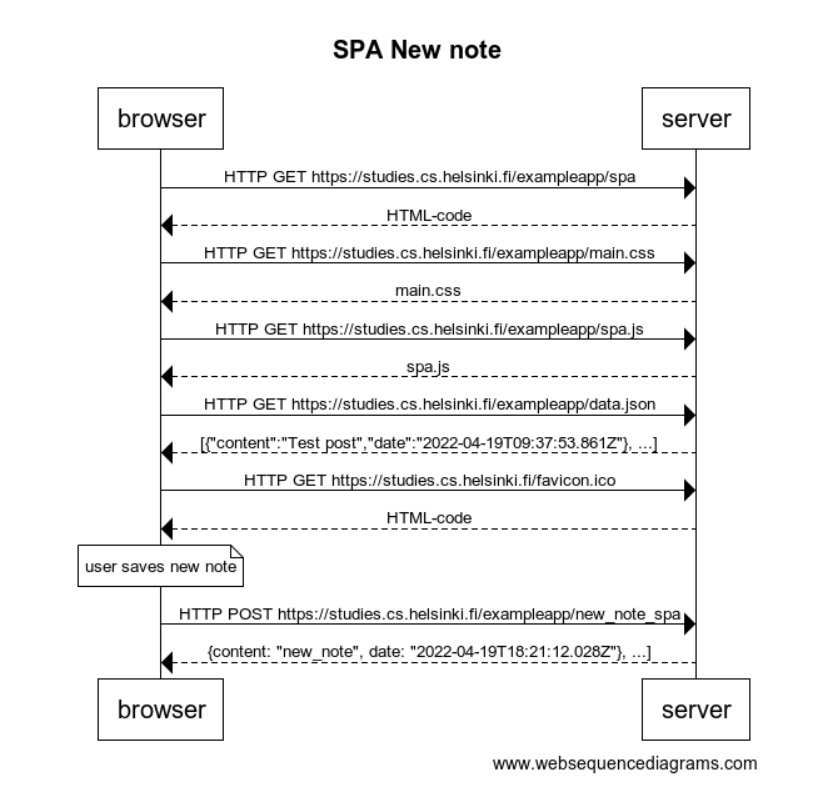 SPA New note
browser
server
HTTP GET https://studies.cs.helsinki.fi/exampleapp/spa
HTML-code
HTTP GET https://studies.cs.helsinki.fi/exampleapp/main.css
main.css
HTTP GET https://studies.cs.helsinki.fi/exampleapp/spa.js
spa.js
HTTP GET https://studies.cs.helsinki.fi/exampleapp/data.json
[{"content":"Test post","date":"2022-04-19T09:37:53.861Z"}, ...]
HTTP GET https://studies.cs.helsinki.fi/favicon.ico
HTML-code
user saves new note
HTTP POST https://studies.cs.helsinki.fi/exampleapp/new_note_spa
{content: "new_note", date: "2022-04-19T18:21:12.028Z"}, ...]
browser
server
www.websequencediagrams.com